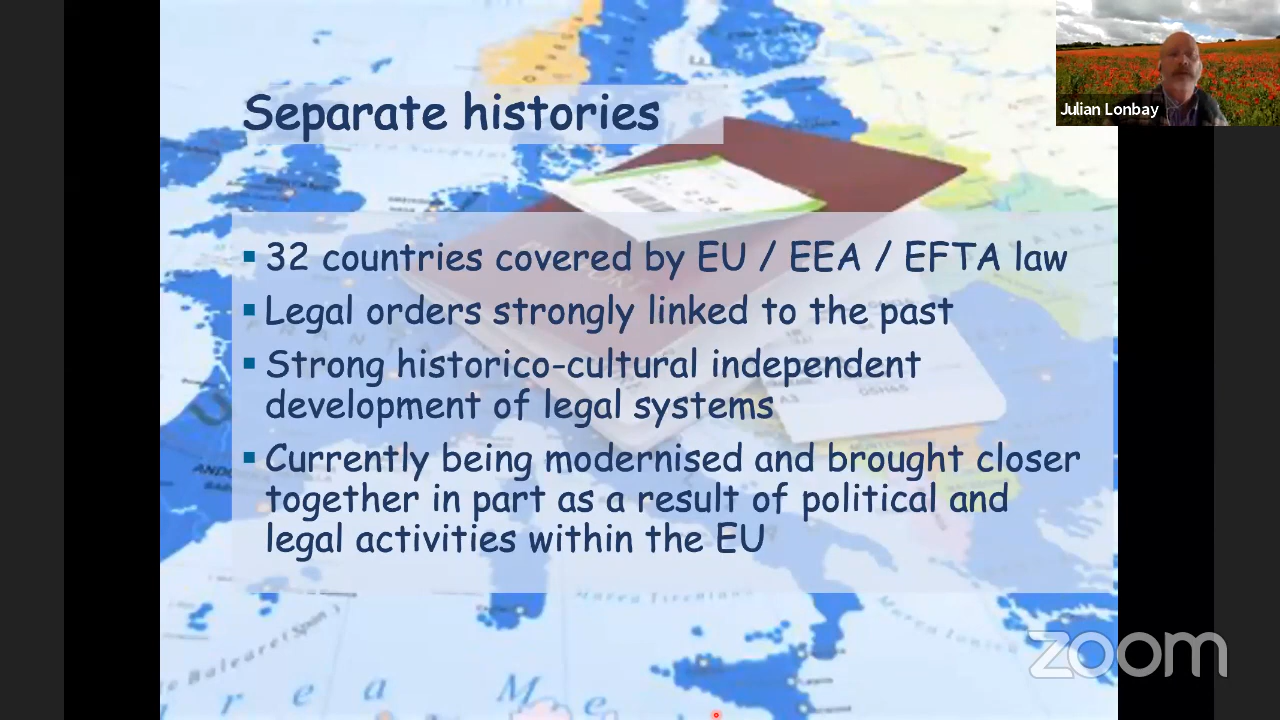 Separate histories
Julian Lonbay
32 countries covered by EU / EEA / EFTA law
Legal orders strongly linked to the past
Strong historico-cultural independent
development of legal systems
Currently being modernised and brought closer
together in part as a result of political and
legal activities within the EU
zoom